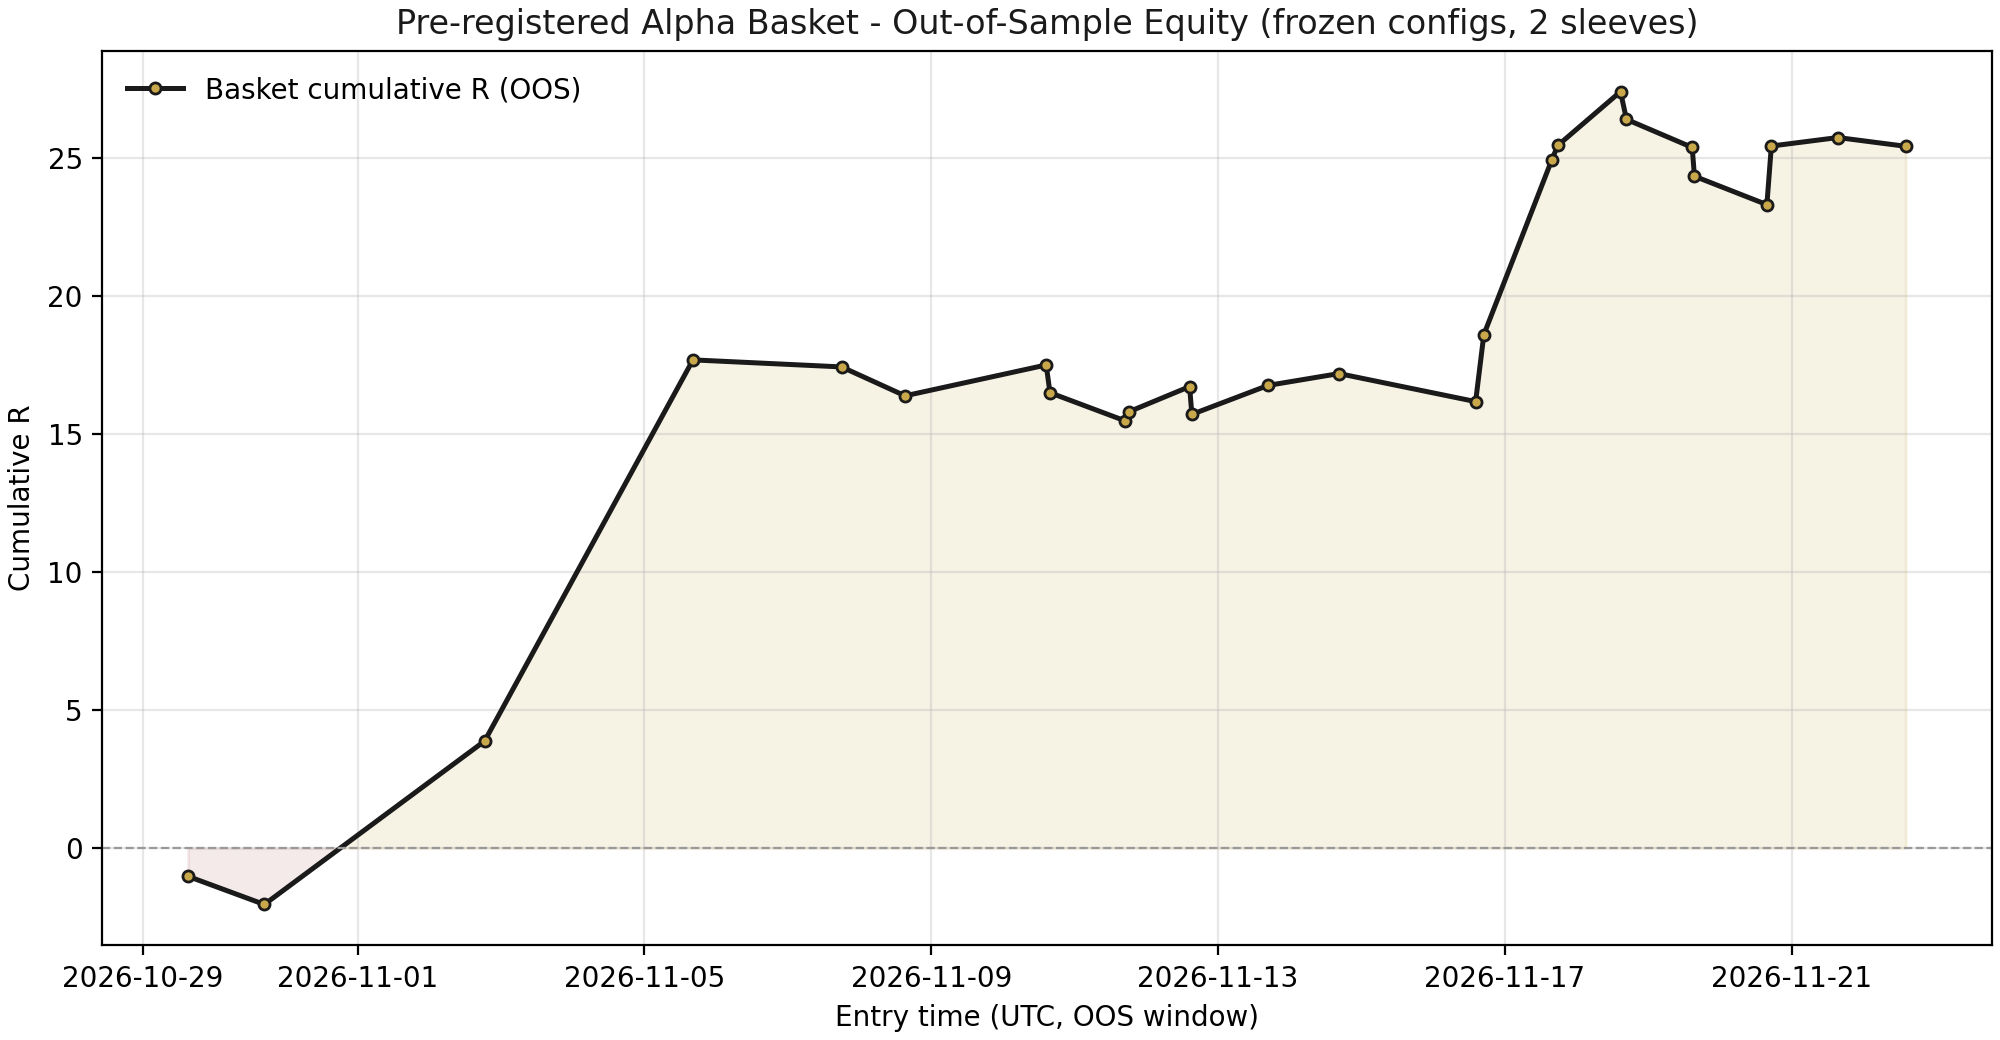 Pre-registered Alpha Basket - Out-of-Sample Equity (frozen configs, 2 sleeves)
Basket cumulative R (OOS)
Cumulative R
25
20
15
10
5
0
2026-10-29 2026-11-01 2026-11-05 2026-11-09 2026-11-13 2026-11-17 2026-11-21
Entry time (UTC, OOS window)